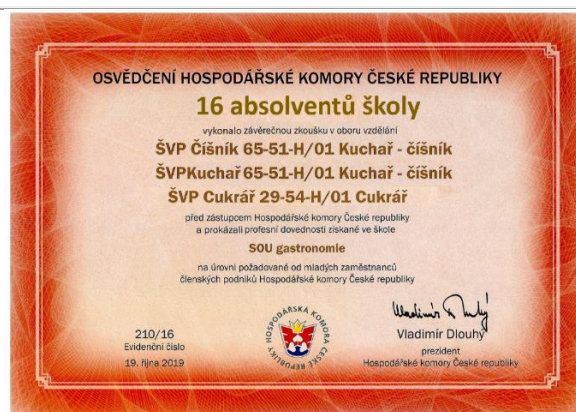 OSVĚDČENÍ HOSPODÁŘSKÉ KOMORY ČESKÉ REPUBLIKY
16 absolventů školy
vykonalo závěrečnou zkoušku v oboru vzdělání
ŠVP Číšník 65-51-H/01 Kuchař - číšník
ŠVPKuchař 65-51-H/01 Kuchař - číšník
ŠVP Cukrář 29-54-H/01 Cukrář
před zástupcem Hospodářské komory České republiky
a prokázali profesní dovednosti získané ve škole
SOU gastronomie
na úrovni požadované od mladých zaměstnanců
členských podniků Hospodářské komory České republiky
210/16
Evidenční číslo
19. října 2019
HOSPODÁŘSKÁ KOMORA ČESKÉ REPUBLIKY
Vladimír Dlouhý
prezident
Hospodářské komory České republiky